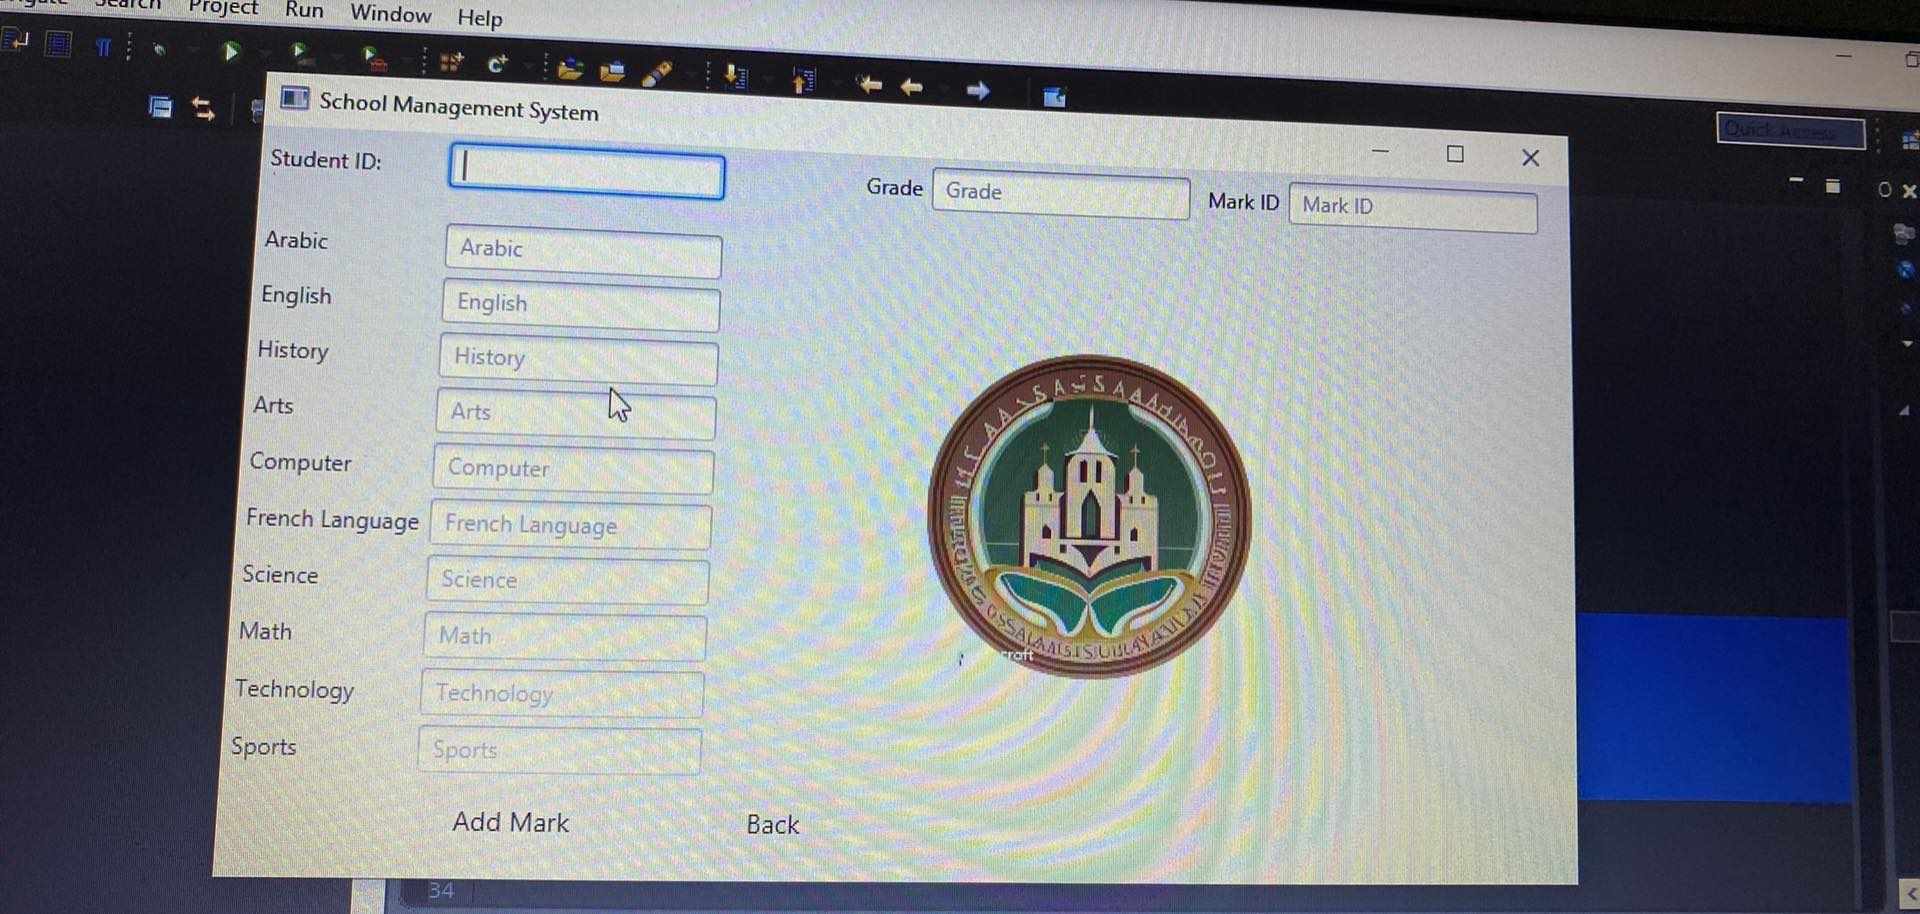 Project Run Window Help
Quick Access
School Management System
Student ID:
Grade Grade Mark ID Mark ID
Arabic Arabic
English English
History History
Arts Arts
Computer Computer
French Language French Language
Science Science
Math Math
Technology Technology
Sports Sports
craft
Add Mark Back
34